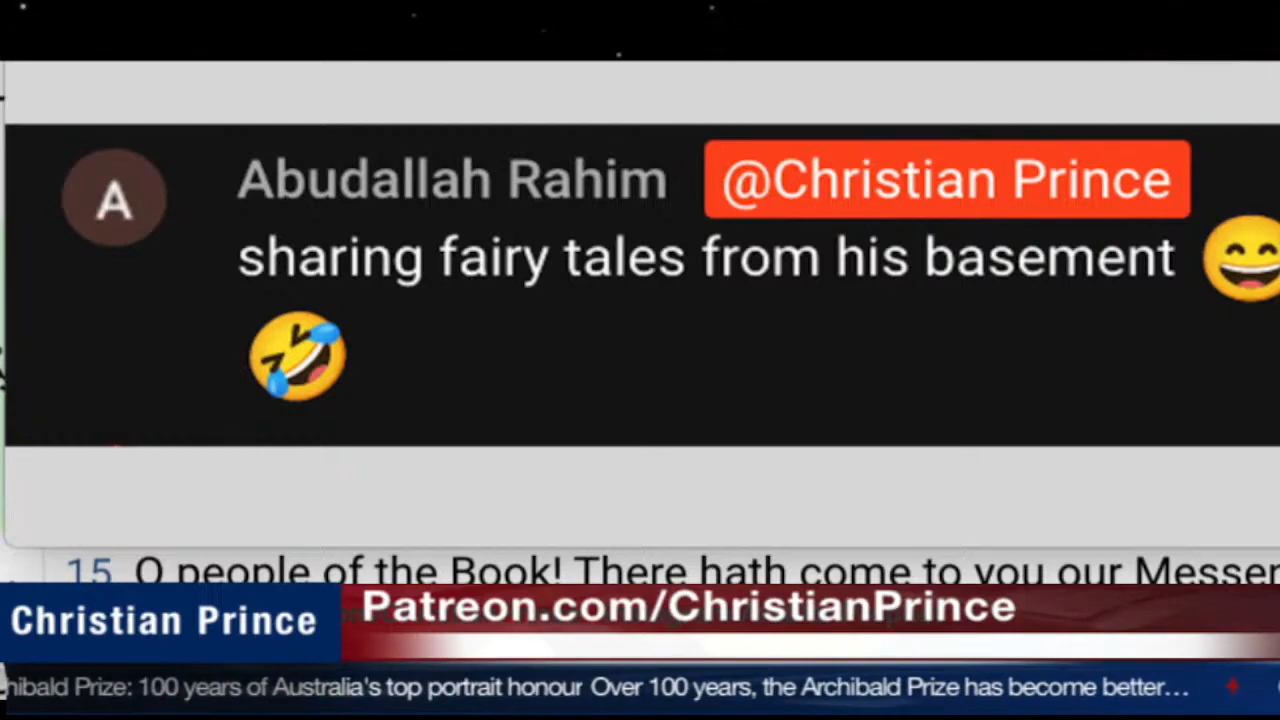 A
Abudallah Rahim @Christian Prince
sharing fairy tales from his basement
15 O people of the Book! There hath come to you our
Christian Prince
Patreon.com/ChristianPrince
Prize: 100 years of Australia's top portrait honour Over 100 years, the Archibald Prize has become better...